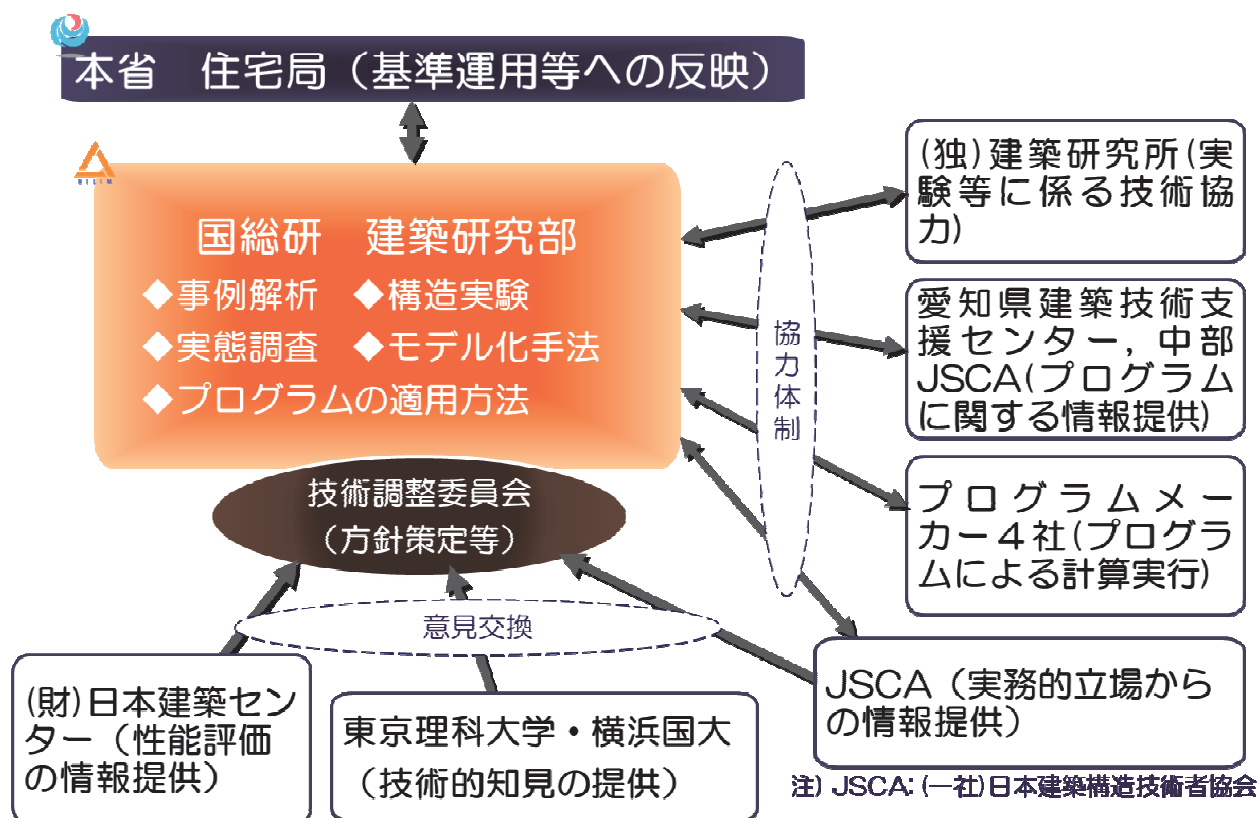 本省　住宅局（基準運用等への反映）
NILIM
国総研　建築研究部
◆事例解析　◆構造実験
◆実態調査　◆モデル化手法
◆プログラムの適用方法
技術調整委員会
（方針策定等）
意見交換
協力体制
(独)建築研究所(実
験等に係る技術協
力)
愛知県建築技術支
援センター, 中部
JSCA(プログラム
に関する情報提供)
プログラムメー
カー４社(プログラ
ムによる計算実行)
JSCA（実務的立場から
の情報提供）
(財)日本建築セン
ター（性能評価
の情報提供）
東京理科大学・横浜国大
（技術的知見の提供）
注）JSCA: (一社)日本建築構造技術者協会